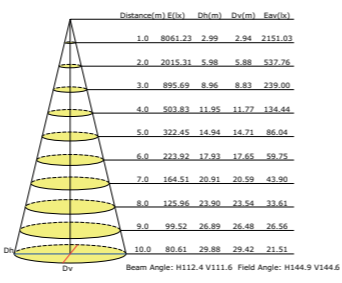 Distance(m) E(lx) Dh(m) Dv(m) Eav(lx)
1.0 8061.23 2.99 2.94 2151.03
2.0 2015.31 5.98 5.88 537.76
3.0 895.69 8.96 8.83 239.00
4.0 503.83 11.95 11.77 134.44
5.0 322.45 14.94 14.71 86.04
6.0 223.92 17.93 17.65 59.75
7.0 164.51 20.91 20.59 43.90
8.0 125.96 23.90 23.54 33.61
9.0 99.52 26.89 26.48 26.56
10.0 80.61 29.88 29.42 21.51
Dh
Dv
Beam Angle: H112.4 V111.6 Field Angle: H144.9 V144.6